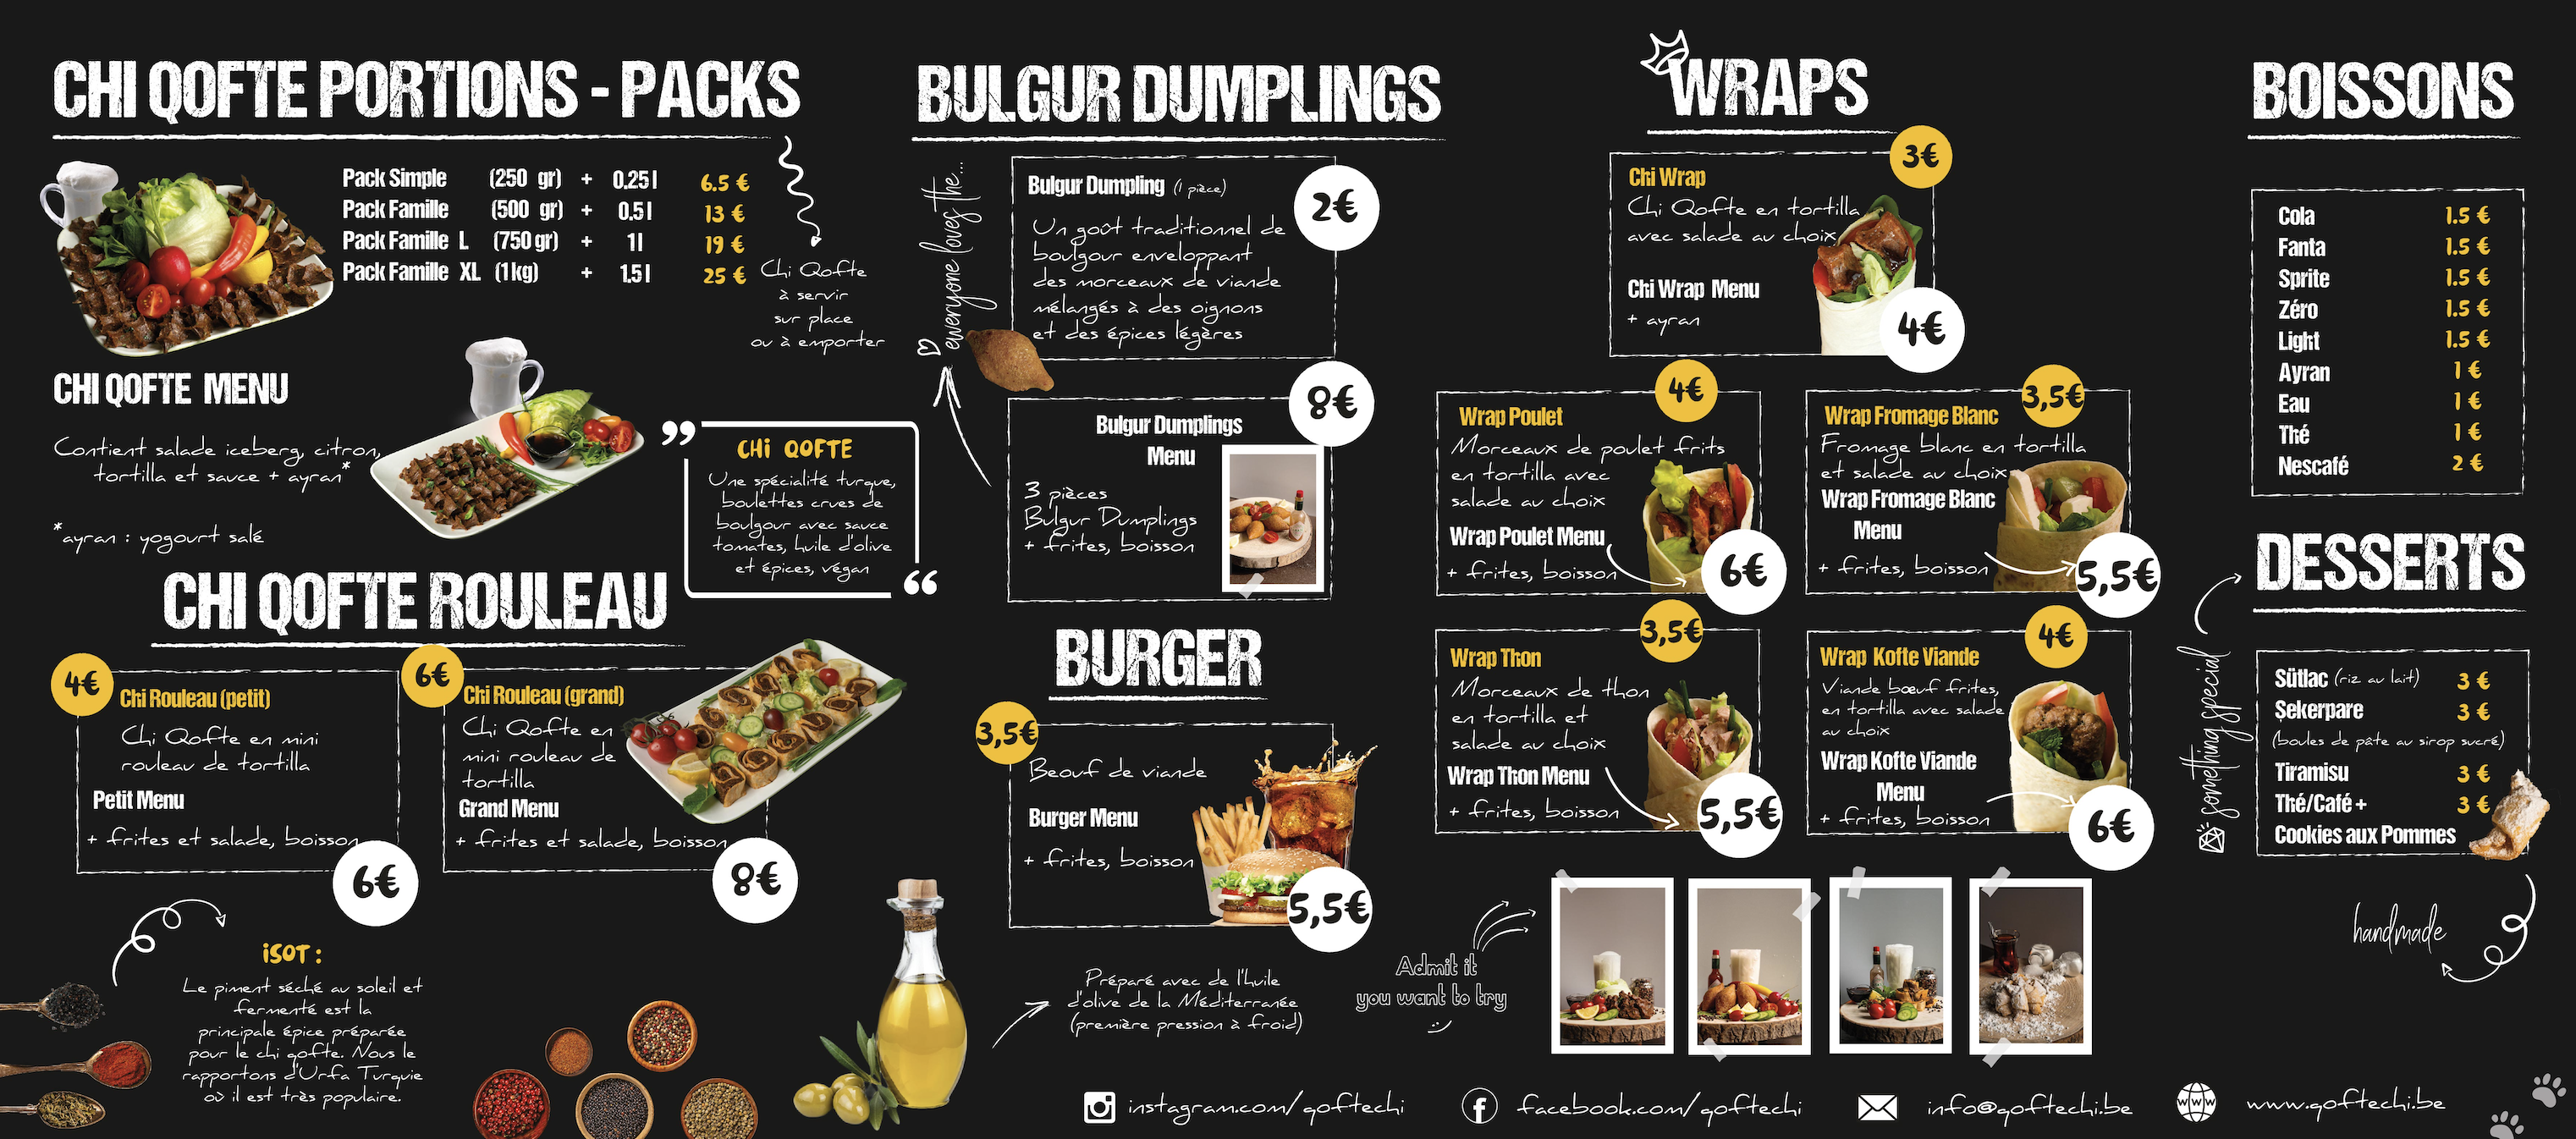 CHI QOFTE PORTIONS - PACKS
Pack Simple (250 gr) + 0,25 l 6.5 €
Pack Famille (500 gr) + 0.5 l 13 €
Pack Famille L (750 gr) + 1l 19 €
Pack Famille XL (1 kg) + 1.5 l 25 €
Chi Qofte
à servir
sur place
ou à emporter
CHI QOFTE MENU
Contient salade iceberg, citron,
tortilla et sauce + ayran*
*ayran : yogourt salé
” CHi QOFTE
Une spécialité turque,
boulettes crues de
boulgour avec sauce
tomates, huile d'olive
et épices, végan “
CHI QOFTE ROULEAU
4€
Chi Rouleau (petit)
Chi Qofte en mini
rouleau de tortilla
Petit Menu
+ frites et salade, boisson
6€
6€
Chi Rouleau (grand)
Chi Qofte en
mini rouleau de
tortilla
Grand Menu
+ frites et salade, boisson
8€
iSOT :
Le piment séché au soleil et
fermenté est la
principale épice préparée
pour le chi qofte. Nous le
rapportons d'Urfa Turquie
où il est très populaire.
BULGUR DUMPLINGS
everyone loves the...
Bulgur Dumpling (1 pièce)
2€
Un goût traditionnel de
boulgour enveloppant
des morceaux de viande
mélangés à des oignons
et des épices légères
8€
Bulgur Dumplings
Menu
3 pièces
Bulgur Dumplings
+ frites, boisson
BURGER
3,5€
Beouf de viande
Burger Menu
+ frites, boisson
5,5€
Préparé avec de l'huile
d'olive de la Méditerranée
(première pression à froid)
WRAPS
3€
Chi Wrap
Chi Qofte en tortilla
avec salade au choix
Chi Wrap Menu
+ ayran
4€
4€
Wrap Poulet
Morceaux de poulet frits
en tortilla avec
salade au choix
Wrap Poulet Menu
+ frites, boisson
6€
3,5€
Wrap Fromage Blanc
Fromage blanc en tortilla
et salade au choix
Wrap Fromage Blanc
Menu
+ frites, boisson
5,5€
3,5€
Wrap Thon
Morceaux de thon
en tortilla et
salade au choix
Wrap Thon Menu
+ frites, boisson
5,5€
4€
Wrap Kofte Viande
Viande bœuf frites,
en tortilla avec salade
au choix
Wrap Kofte Viande
Menu
+ frites, boisson
6€
Admit it
you want to try
:)
BOISSONS
Cola 1.5 €
Fanta 1.5 €
Sprite 1.5 €
Zéro 1.5 €
Light 1.5 €
Ayran 1 €
Eau 1 €
Thé 1 €
Nescafé 2 €
DESSERTS
something special
Sütlac (riz au lait) 3 €
Şekerpare 3 €
(boules de pâte au sirop sucré)
Tiramisu 3 €
Thé/Café + 3 €
Cookies aux Pommes
handmade
instagram.com/qoftechi
facebook.com/qoftechi
info@qoftechi.be
www
www.qoftechi.be